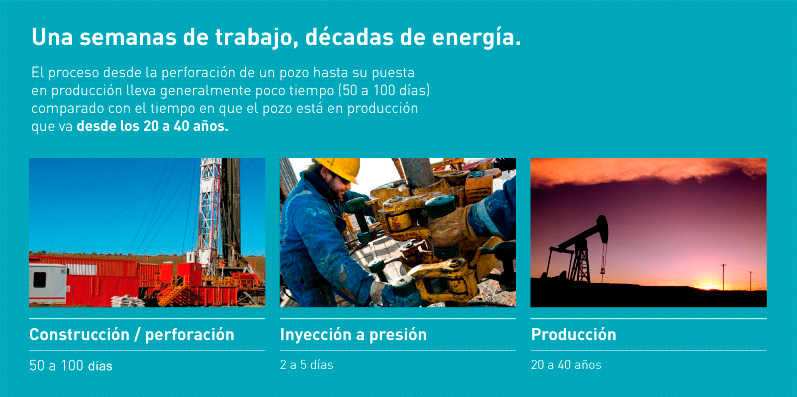 Una semanas de trabajo, décadas de energía.
El proceso desde la perforación de un pozo hasta su puesta
en producción lleva generalmente poco tiempo (50 a 100 días)
comparado con el tiempo en que el pozo está en producción
que va desde los 20 a 40 años.
Construcción / perforación
50 a 100 días
Inyección a presión
2 a 5 días
Producción
20 a 40 años